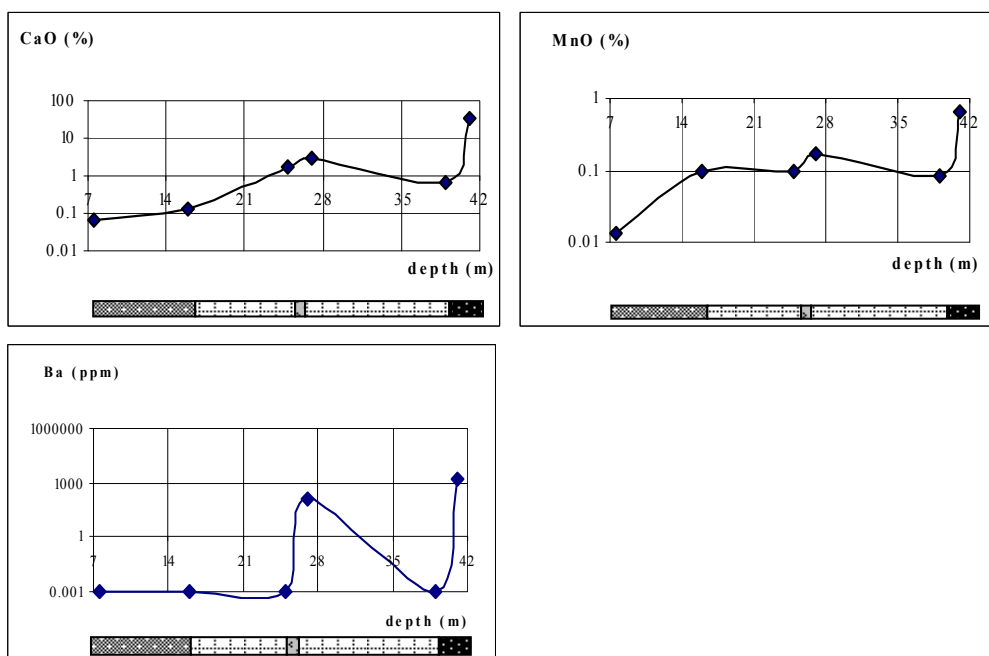 CaO (%)
100
10
1
0.1
0.01
7 14 21 28 35 42
depth (m)
MnO (%)
1
0.1
0.01
7 14 21 28 35 42
depth (m)
Ba (ppm)
1000000
1000
1
0.001
7 14 21 28 35 42
depth (m)